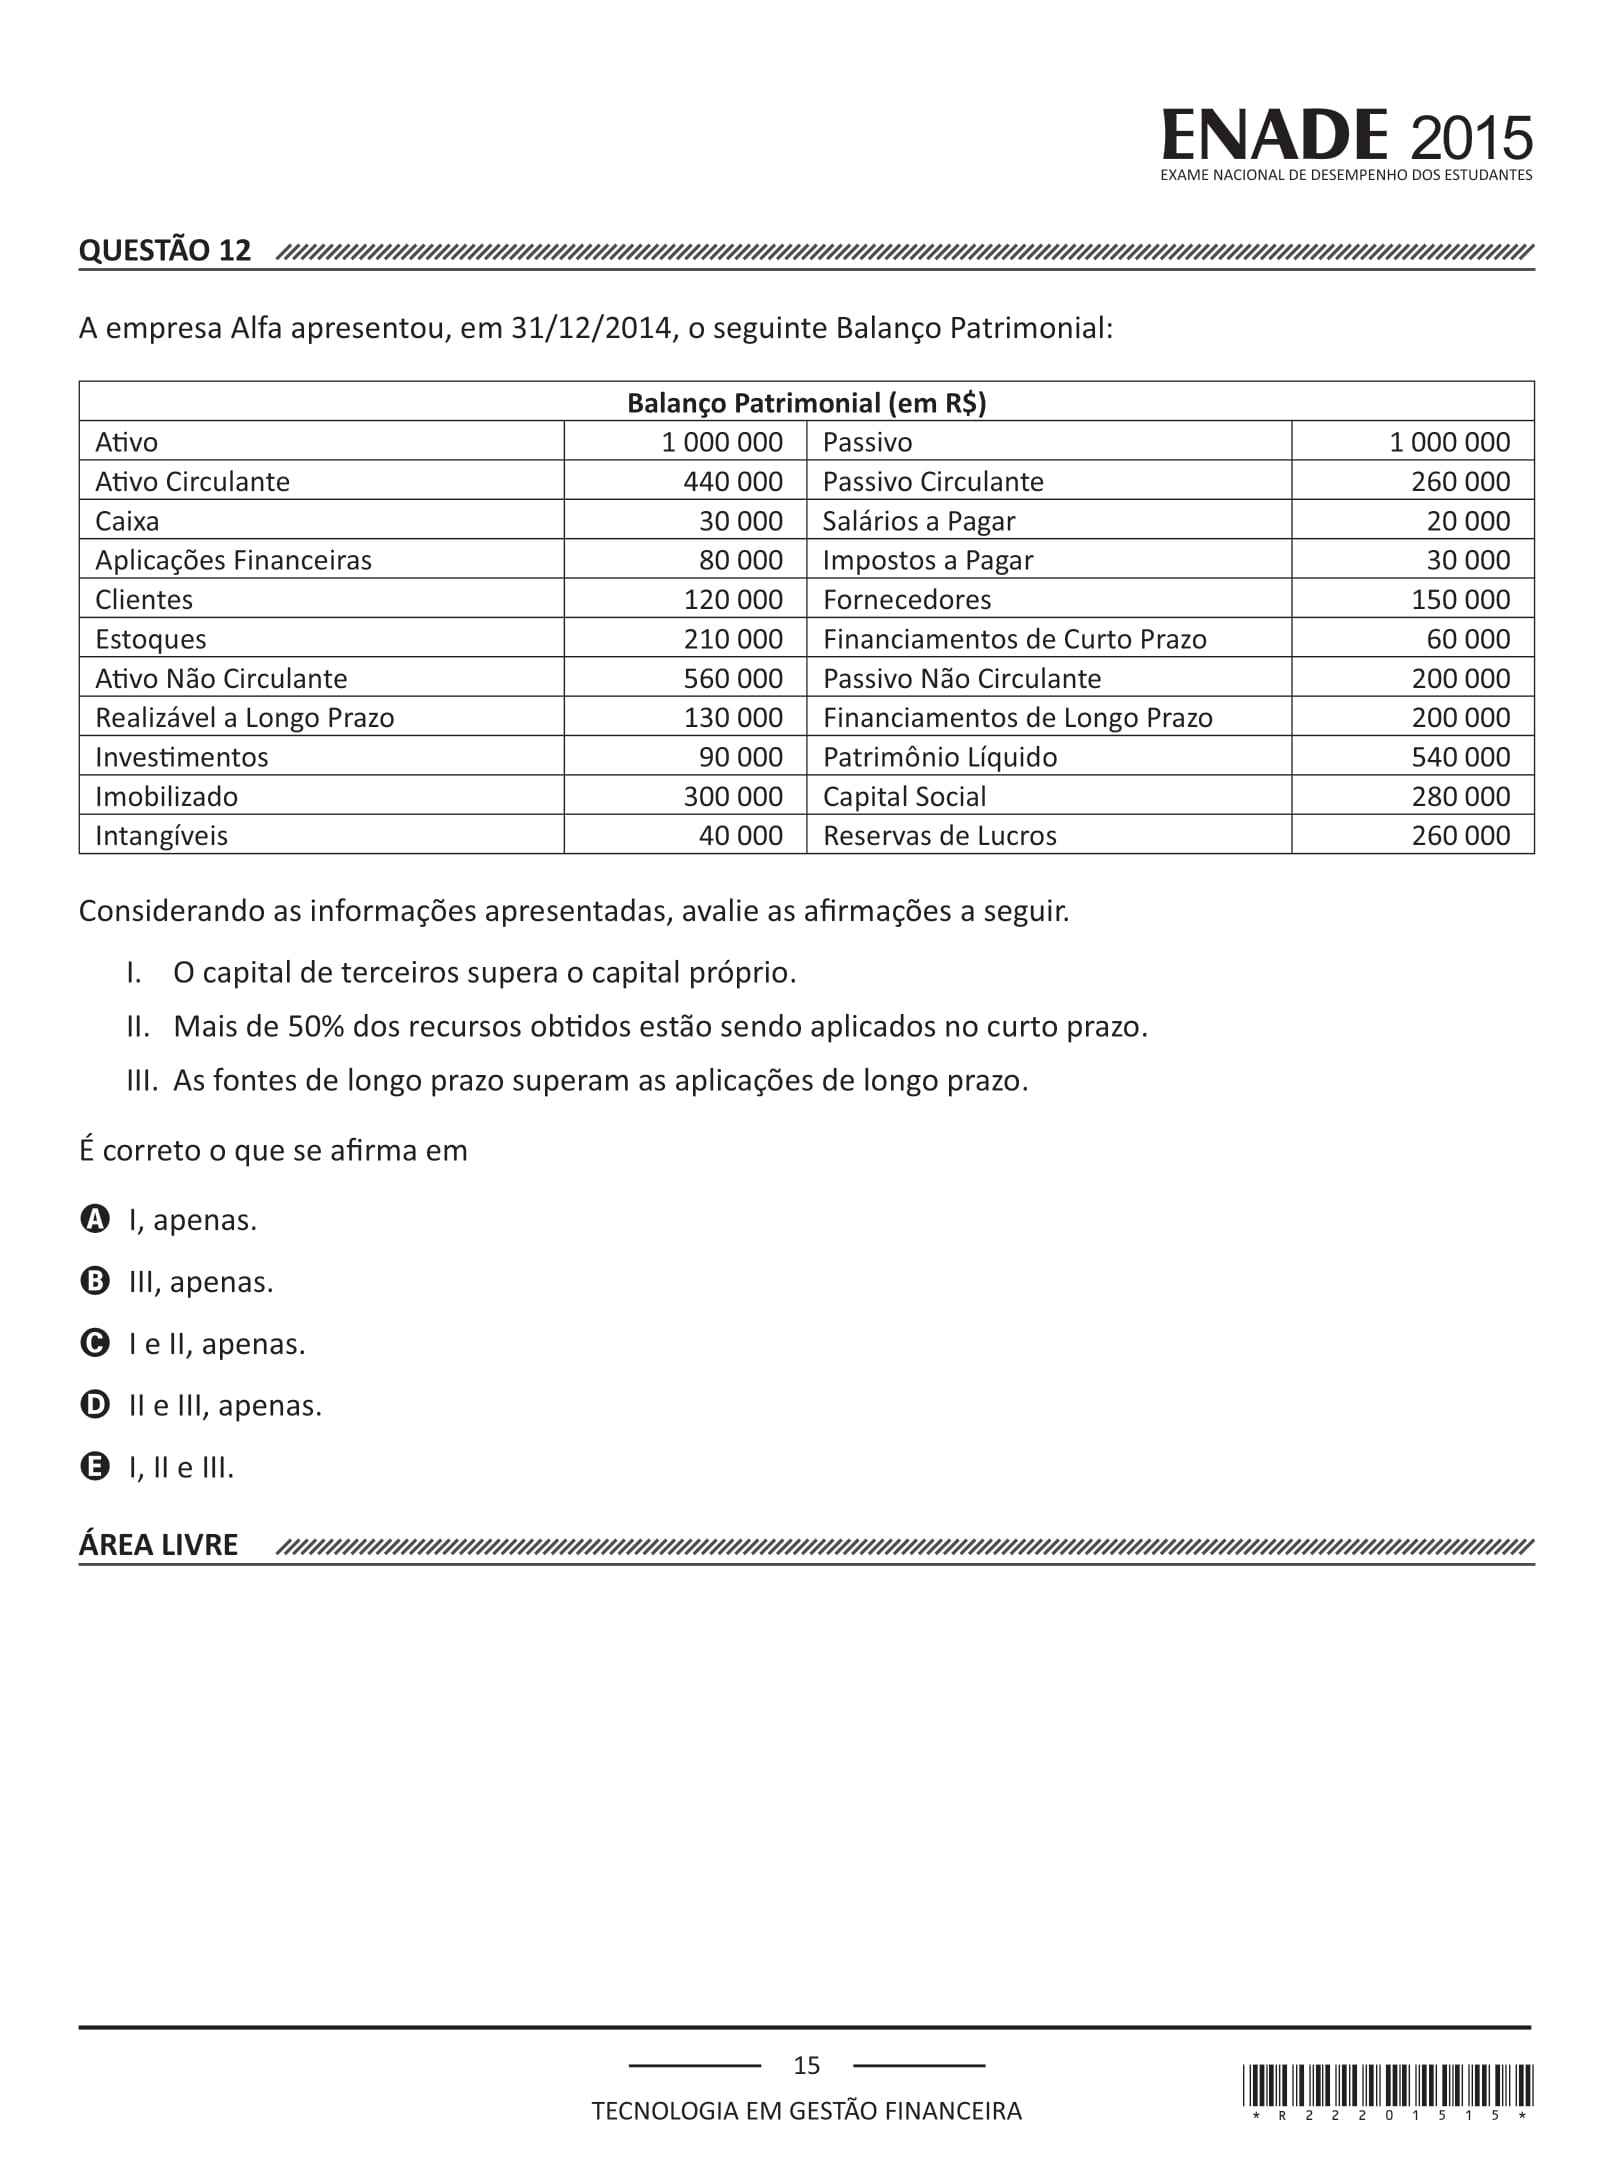 ENADE 2015
EXAME NACIONAL DE DESEMPENHO DOS ESTUDANTES
QUESTÃO 12
A empresa Alfa apresentou, em 31/12/2014, o seguinte Balanço Patrimonial:
Balanço Patrimonial (em R$)
Ativo 1 000 000 Passivo 1 000 000
Ativo Circulante 440 000 Passivo Circulante 260 000
Caixa 30 000 Salários a Pagar 20 000
Aplicações Financeiras 80 000 Impostos a Pagar 30 000
Clientes 120 000 Fornecedores 150 000
Estoques 210 000 Financiamentos de Curto Prazo 60 000
Ativo Não Circulante 560 000 Passivo Não Circulante 200 000
Realizável a Longo Prazo 130 000 Financiamentos de Longo Prazo 200 000
Investimentos 90 000 Patrimônio Líquido 540 000
Imobilizado 300 000 Capital Social 280 000
Intangíveis 40 000 Reservas de Lucros 260 000
Considerando as informações apresentadas, avalie as afirmações a seguir.
I. O capital de terceiros supera o capital próprio.
II. Mais de 50% dos recursos obtidos estão sendo aplicados no curto prazo.
III. As fontes de longo prazo superam as aplicações de longo prazo.
É correto o que se afirma em
A I, apenas.
B III, apenas.
C I e II, apenas.
D II e III, apenas.
E I, II e III.
ÁREA LIVRE
15
TECNOLOGIA EM GESTÃO FINANCEIRA
* R 2 2 2 0 1 5 1 5 *